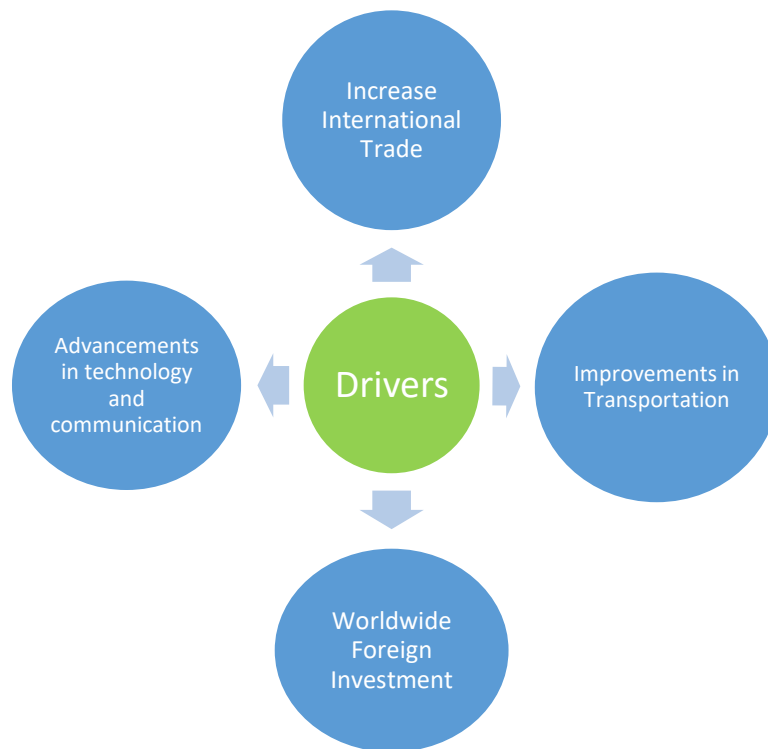 Increase
International
Trade
Advancements
in technology
and
communication
Drivers
Improvements in
Transportation
Worldwide
Foreign
Investment